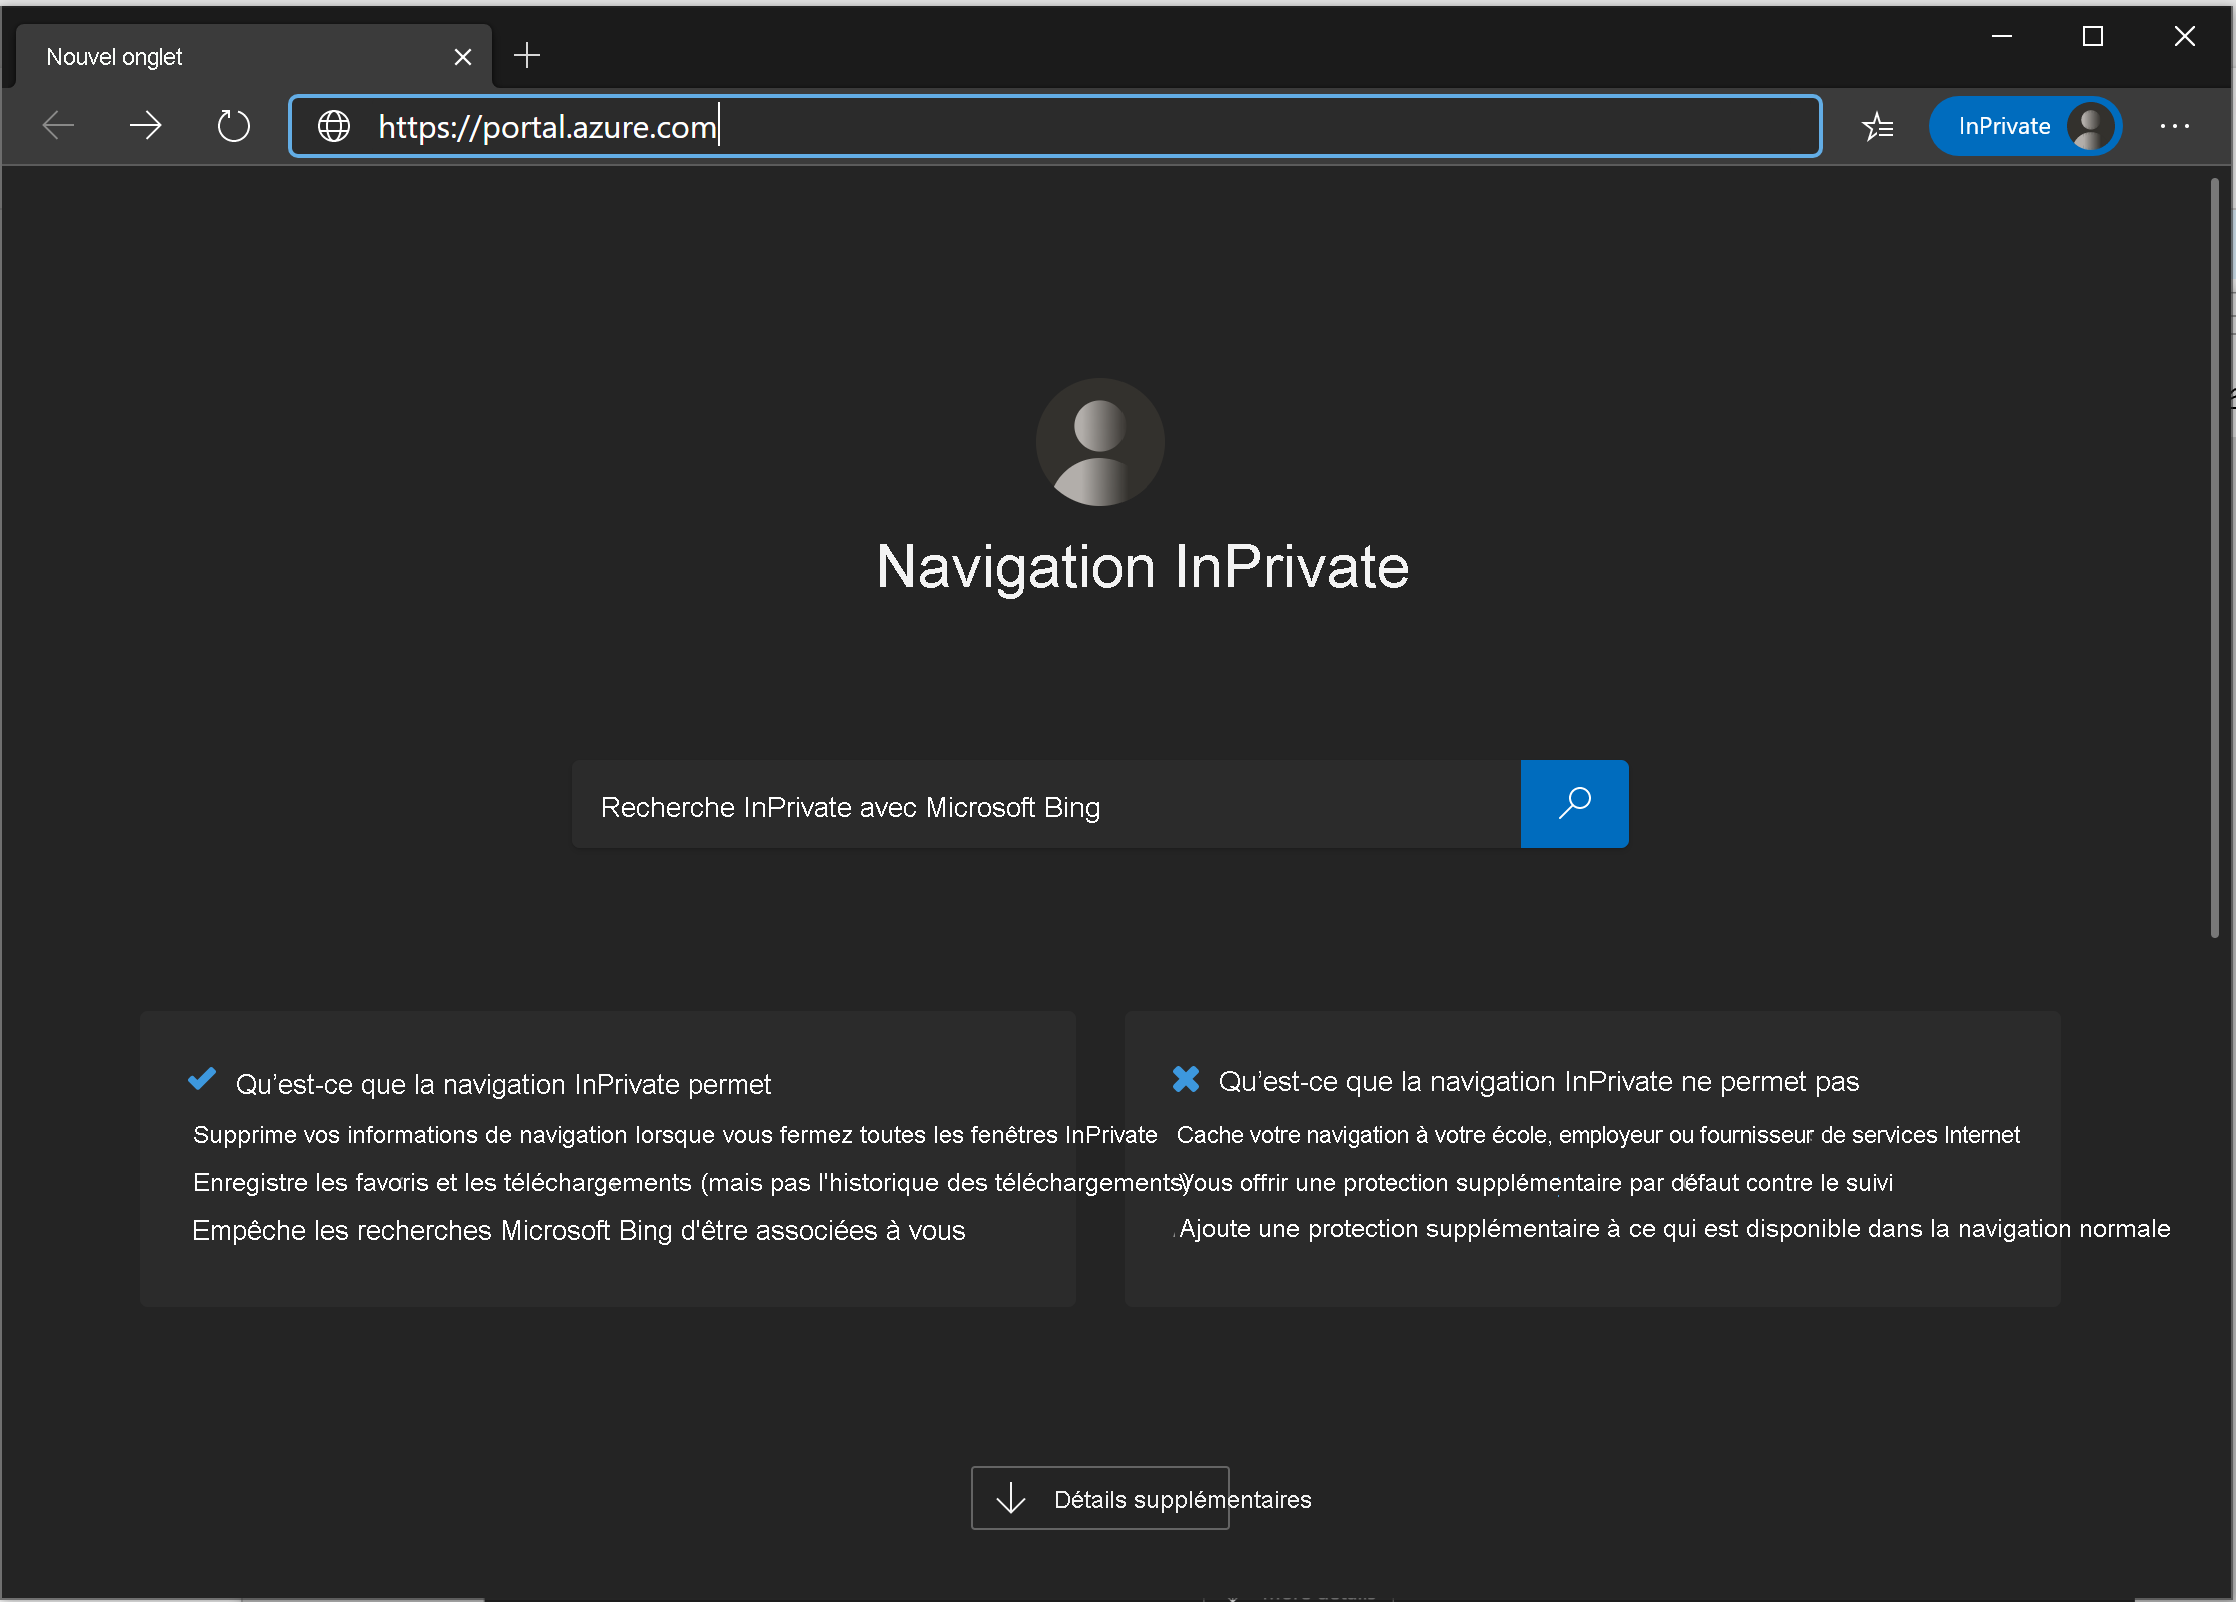 Nouvel onglet
https://portal.azure.com
InPrivate
Navigation InPrivate
Recherche InPrivate avec Microsoft Bing
Qu’est-ce que la navigation InPrivate permet
Supprime vos informations de navigation lorsque vous fermez toutes les fenêtres InPrivate
Enregistre les favoris et les téléchargements (mais pas l'historique des téléchargements)
Empêche les recherches Microsoft Bing d'être associées à vous
Qu’est-ce que la navigation InPrivate ne permet pas
Cache votre navigation à votre école, employeur ou fournisseur de services Internet
Vous offrir une protection supplémentaire par défaut contre le suivi
Ajoute une protection supplémentaire à ce qui est disponible dans la navigation normale
Détails supplémentaires